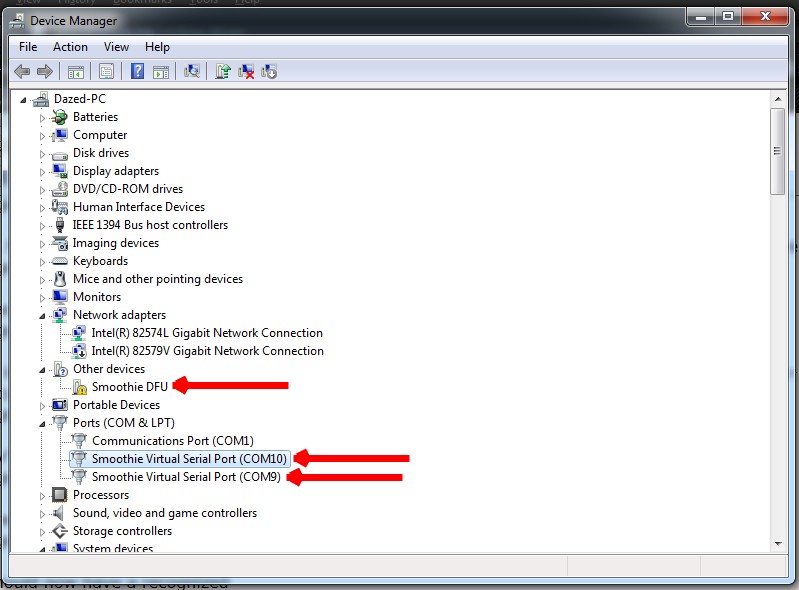 Device Manager
File Action View Help
Dazed-PC
Batteries
Computer
Disk drives
Display adapters
DVD/CD-ROM drives
Human Interface Devices
IEEE 1394 Bus host controllers
Imaging devices
Keyboards
Mice and other pointing devices
Monitors
Network adapters
Intel(R) 82574L Gigabit Network Connection
Intel(R) 82579V Gigabit Network Connection
Other devices
Smoothie DFU
Portable Devices
Ports (COM & LPT)
Communications Port (COM1)
Smoothie Virtual Serial Port (COM10)
Smoothie Virtual Serial Port (COM9)
Processors
Sound, video and game controllers
Storage controllers
System devices
now have a recognized